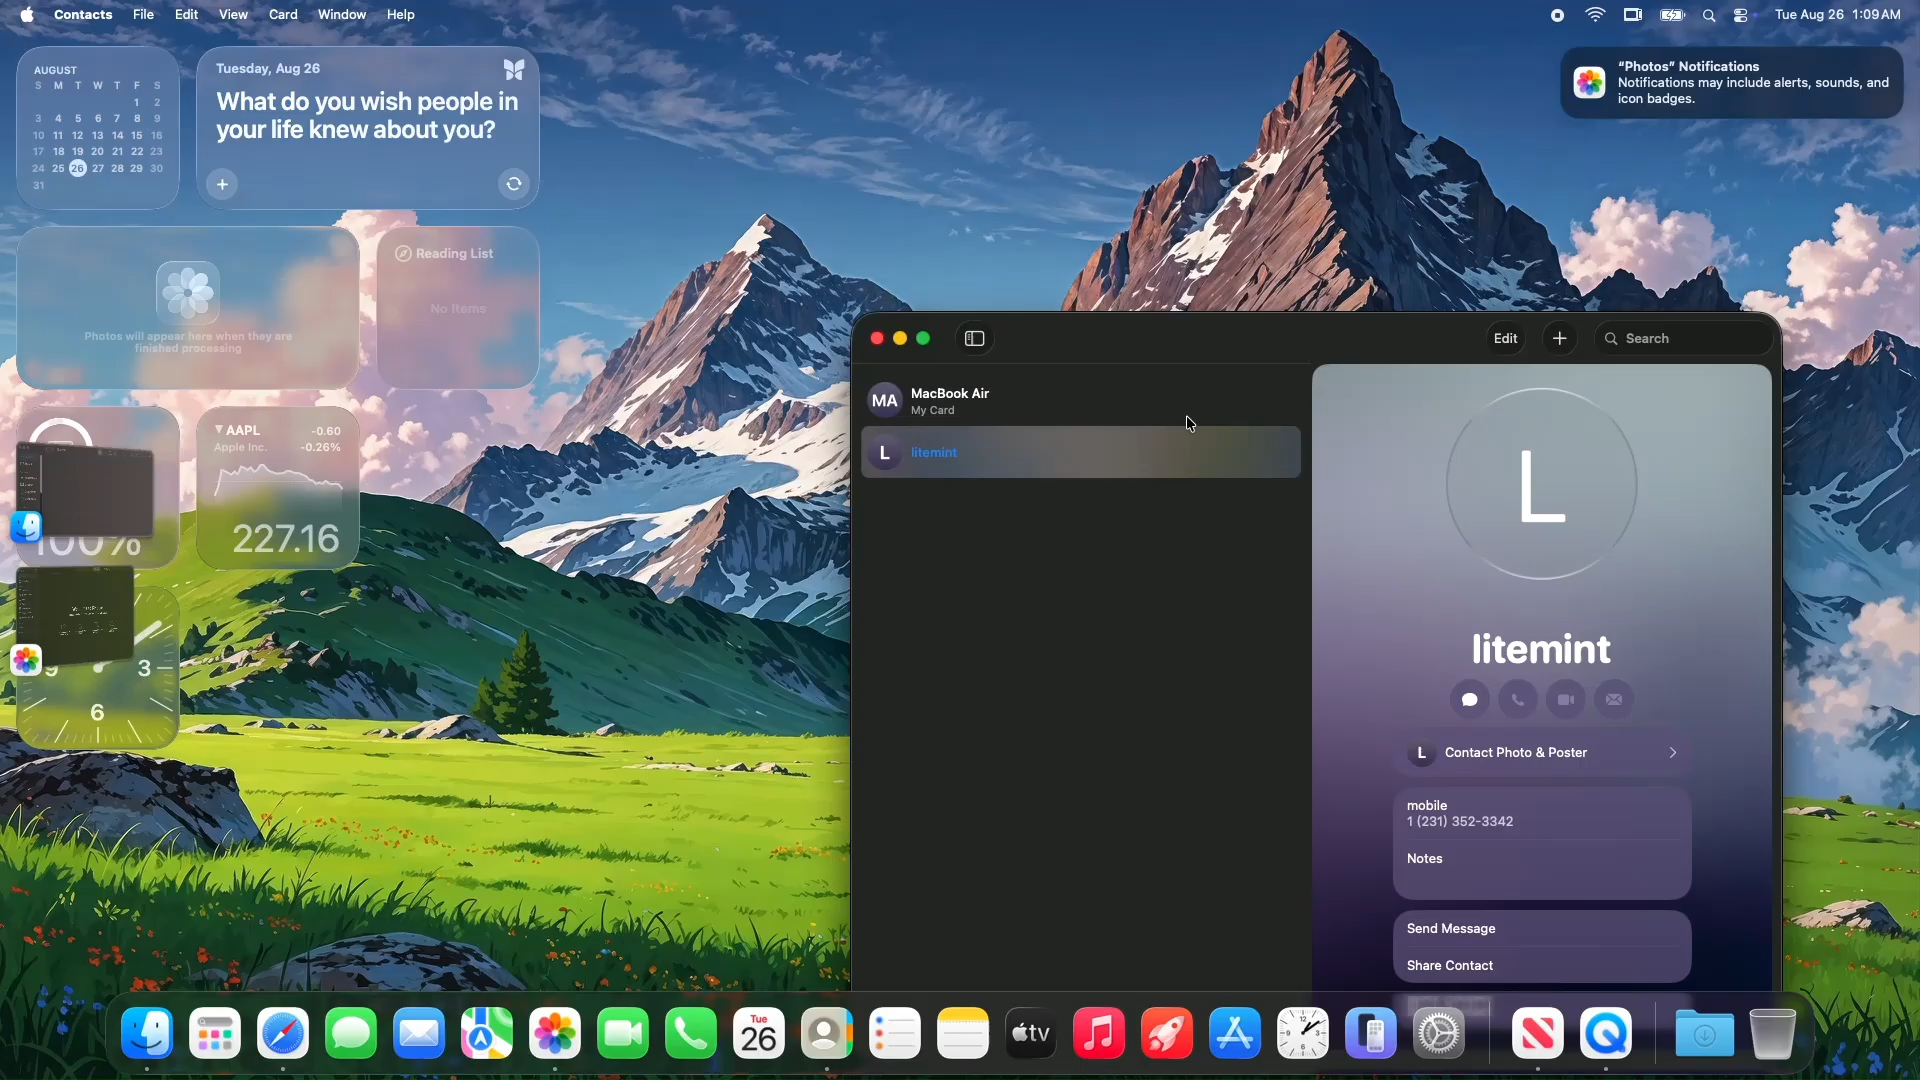 Contacts File Edit View Card Window Help
Tue Aug 26 1:09AM
AUGUST
S M T W T F S
1 2
3 4 5 6 7 8 9
10 11 12 13 14 15 16
17 18 19 20 21 22 23
24 25 26 27 28 29 30
31
Tuesday, Aug 26
What do you wish people in
your life knew about you?
"Photos" Notifications
Notifications may include alerts, sounds, and
icon badges.
Photos will appear here when they are
finished processing
Reading List
No Items
100%
AAPL -0.60
Apple Inc. -0.26%
227.16
9 3
6
Edit
Search
MA
MacBook Air
My Card
L litemint
L
litemint
L Contact Photo & Poster
mobile
1 (231) 352-3342
Notes
Send Message
Share Contact
Tue
26
tv